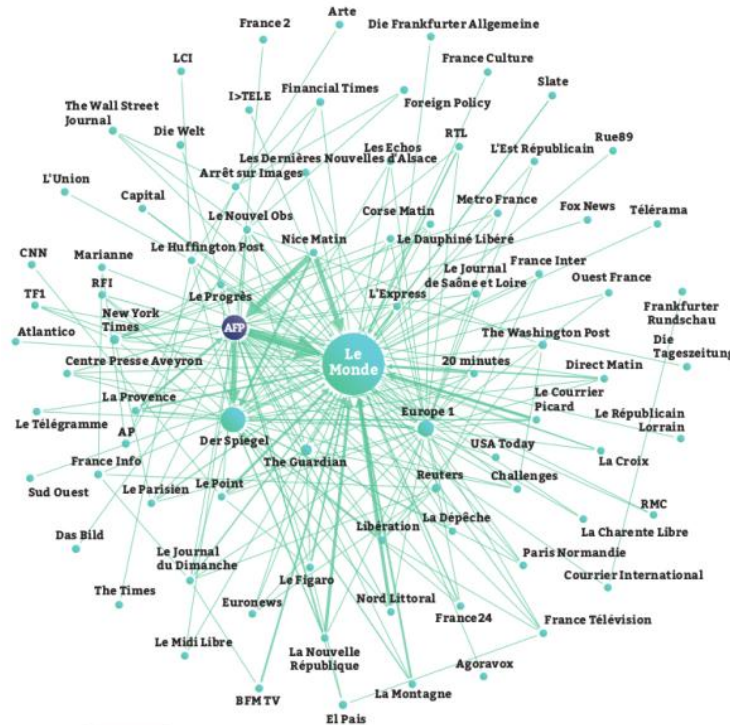 Arte
France 2
Die Frankfurter Allgemeine
LCI
France Culture
I>TELE
Financial Times
Slate
The Wall Street
Journal
Foreign Policy
Die Welt
RTL
Les Echos
L'Est Républicain
Rue89
Les Dernières Nouvelles d'Alsace
Arrêt sur Images
L'Union
Capital
Le Nouvel Obs
Corse Matin
Metro France
Fox News
Télérama
Nice Matin
Le Dauphiné Libéré
CNN
Marianne
Le Huffington Post
France Inter
RFI
Le Progrès
L'Express
Le Journal
de Saône et Loire
Ouest France
TF1
New York
Times
AFP
Frankfurter
Rundschau
Atlantico
The Washington Post
Die
Tageszeitung
Le
Monde
Centre Presse Aveyron
20 minutes
Direct Matin
La Provence
Le Courrier
Picard
Le Télégramme
Der Spiegel
Europe 1
Le Républicain
Lorrain
AP
USA Today
France Info
The Guardian
La Croix
Sud Ouest
Le Parisien
Le Point
Reuters
Challenges
RMC
Libération
La Dépêche
La Charente Libre
Das Bild
Le Journal
du Dimanche
Paris Normandie
Le Figaro
Courrier International
The Times
Euronews
Nord Littoral
France24
France Télévision
Le Midi Libre
La Nouvelle
République
Agoravox
BFM TV
La Montagne
El Pais